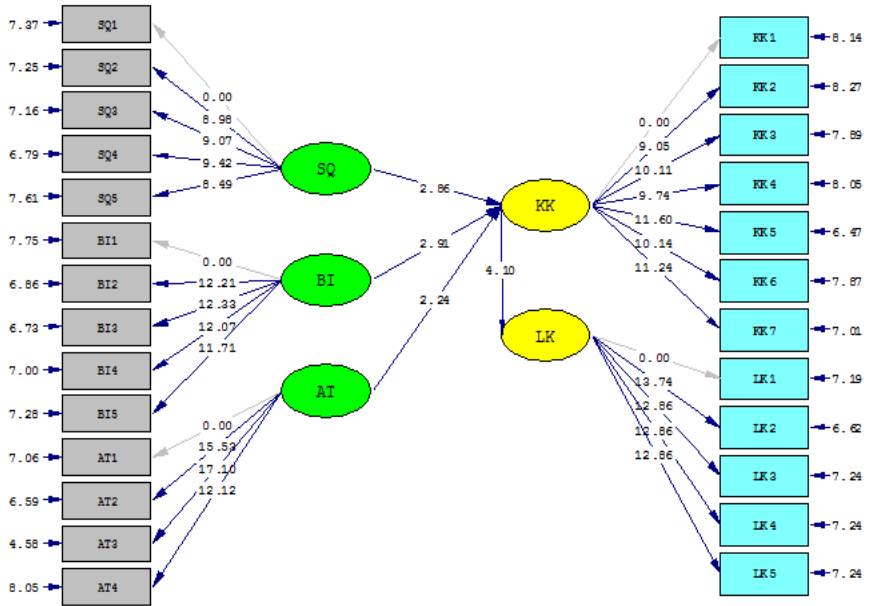 7.37 SQ1
7.25 SQ2
7.16 SQ3
6.79 SQ4
7.61 SQ5
7.75 BI1
6.86 BI2
6.73 BI3
7.00 BI4
7.28 BI5
7.06 AT1
6.59 AT2
4.58 AT3
8.05 AT4
0.00
8.98
9.07
9.42
8.49
0.00
12.21
12.33
12.07
11.71
0.00
15.53
17.10
12.12
SQ
BI
AT
2.86
2.91
2.24
KK
4.10
LK
0.00
9.05
10.11
9.74
11.60
10.14
11.24
0.00
13.74
12.86
12.86
12.86
KK1 8.14
KK2 8.27
KK3 7.89
KK4 8.05
KK5 6.47
KK6 7.87
KK7 7.01
LK1 7.19
LK2 6.62
LK3 7.24
LK4 7.24
LK5 7.24